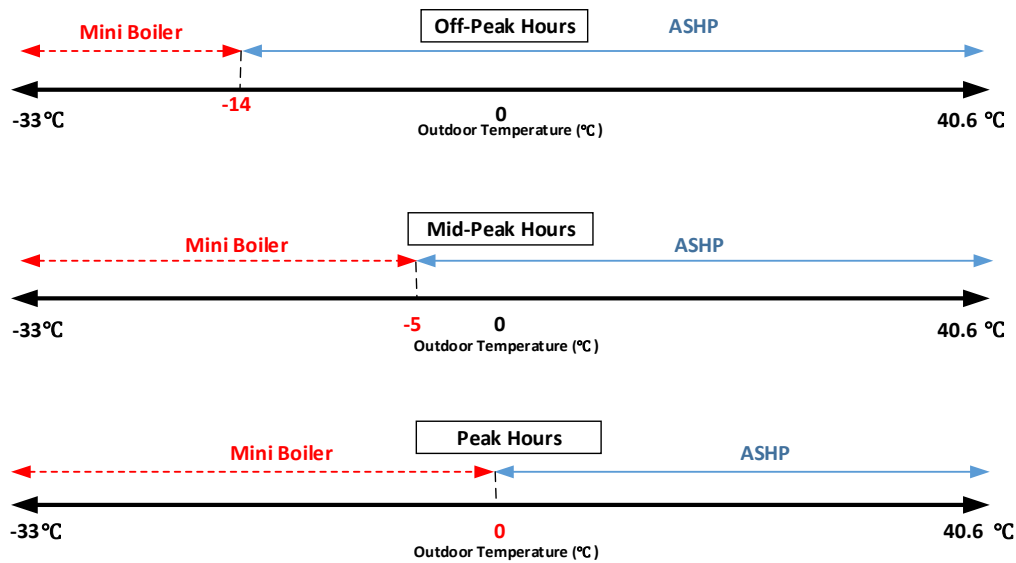 Off-Peak Hours
Mini Boiler
ASHP
-14
0
-33℃
40.6 ℃
Outdoor Temperature (℃)
Mid-Peak Hours
Mini Boiler
ASHP
-33℃
-5
0
40.6 ℃
Outdoor Temperature (℃)
Peak Hours
Mini Boiler
ASHP
-33℃
0
40.6 ℃
Outdoor Temperature (℃)